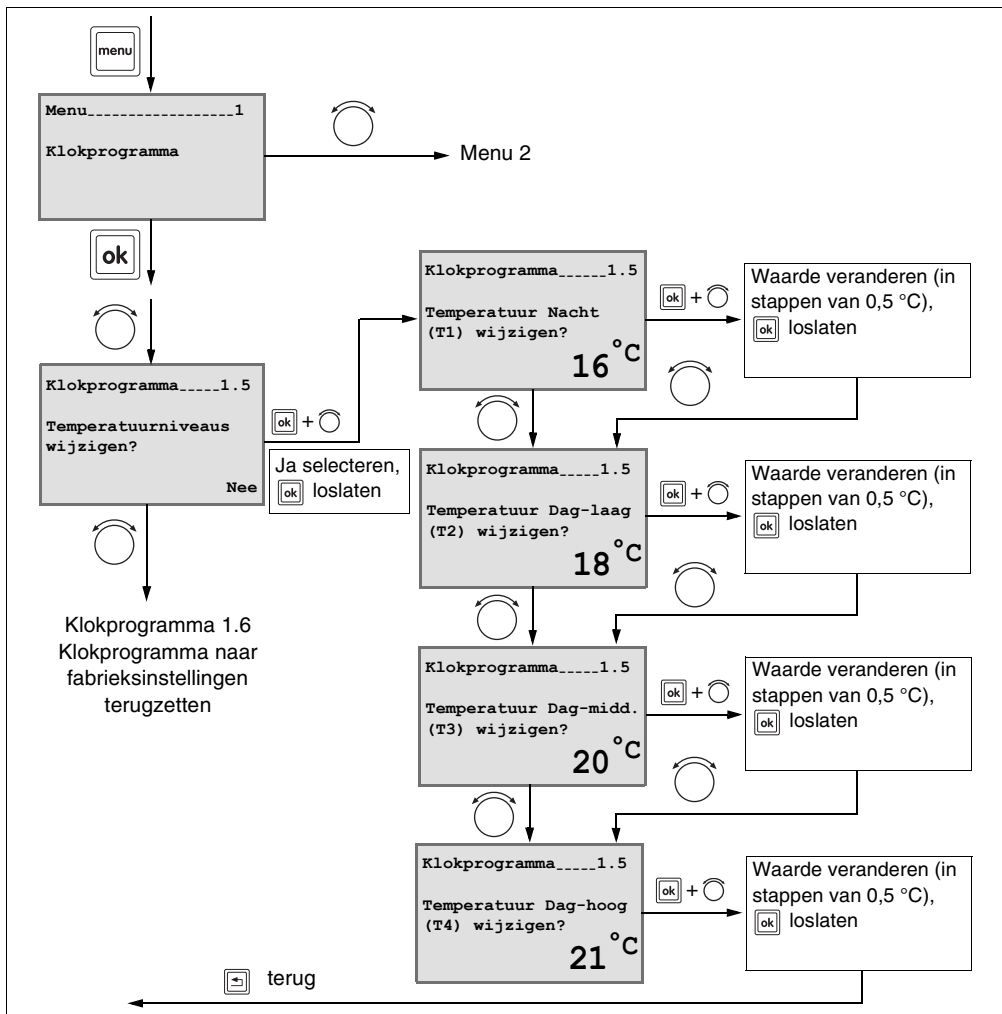 menu
Menu__________________1
Klokprogramma
Menu 2
ok
Klokprogramma_____1.5
Temperatuurniveaus
wijzigen?
Nee
ok +
Ja selecteren,
ok loslaten
Klokprogramma 1.6
Klokprogramma naar
fabrieksinstellingen
terugzetten
Klokprogramma______1.5
Temperatuur Nacht
(T1) wijzigen?
16°C
ok +
Waarde veranderen (in
stappen van 0,5 °C),
ok loslaten
Klokprogramma_____1.5
Temperatuur Dag-laag
(T2) wijzigen?
18°C
ok +
Waarde veranderen (in
stappen van 0,5 °C),
ok loslaten
Klokprogramma_____1.5
Temperatuur Dag-midd.
(T3) wijzigen?
20°C
ok +
Waarde veranderen (in
stappen van 0,5 °C),
ok loslaten
Klokprogramma_____1.5
Temperatuur Dag-hoog
(T4) wijzigen?
21°C
ok +
Waarde veranderen (in
stappen van 0,5 °C),
ok loslaten
terug